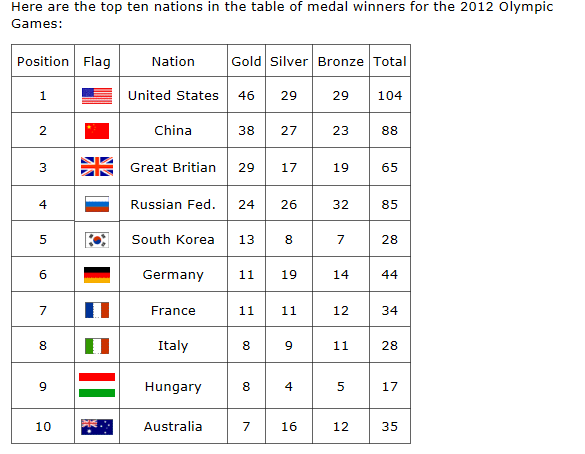 Here are the top ten nations in the table of medal winners for the 2012 Olympic
Games:
Position Flag Nation Gold Silver Bronze Total
1 United States 46 29 29 104
2 China 38 27 23 88
3 Great Britian 29 17 19 65
4 Russian Fed. 24 26 32 85
5 South Korea 13 8 7 28
6 Germany 11 19 14 44
7 France 11 11 12 34
8 Italy 8 9 11 28
9 Hungary 8 4 5 17
10 Australia 7 16 12 35